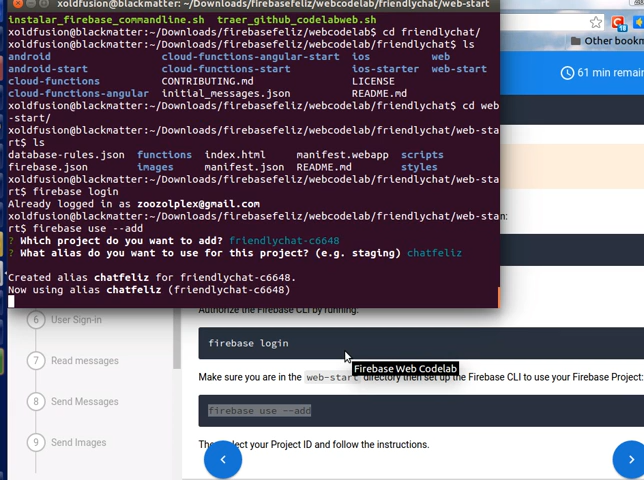 xoldfusion@blackmatter: ~/Downloads/firebasefeliz/webcodelab/friendlychat/web-start
instalar_firebase_commandline.sh  traer_github_codelabweb.sh
xoldfusion@blackmatter:~/Downloads/firebasefeliz/webcodelab$ cd friendlychat/
xoldfusion@blackmatter:~/Downloads/firebasefeliz/webcodelab/friendlychat$ ls
android  cloud-functions-angular-start  ios  web
android-start  cloud-functions-start  ios-starter  web-start
cloud-functions  CONTRIBUTING.md  LICENSE
cloud-functions-angular  initial_messages.json  README.md
xoldfusion@blackmatter:~/Downloads/firebasefeliz/webcodelab/friendlychat$ cd web
-start/
xoldfusion@blackmatter:~/Downloads/firebasefeliz/webcodelab/friendlychat/web-sta
rt$ ls
database-rules.json  functions  index.html  manifest.webapp  scripts
firebase.json  images  manifest.json  README.md  styles
xoldfusion@blackmatter:~/Downloads/firebasefeliz/webcodelab/friendlychat/web-sta
rt$ firebase login
Already logged in as zoozolplex@gmail.com
xoldfusion@blackmatter:~/Downloads/firebasefeliz/webcodelab/friendlychat/web-sta
rt$ firebase use --add
? Which project do you want to add? friendlychat-c6648
? What alias do you want to use for this project? (e.g. staging) chatfeliz
Created alias chatfeliz for friendlychat-c6648.
Now using alias chatfeliz (friendlychat-c6648)
Other book
61 min remai
n:
Authorize the Firebase CLI by running:
6 User Sign-in
firebase login
7 Read messages
Firebase Web Codelab
Make sure you are in the web-start directory then set up the Firebase CLI to use your Firebase Project:
8 Send Messages
firebase use --add
9 Send Images
The select your Project ID and follow the instructions.